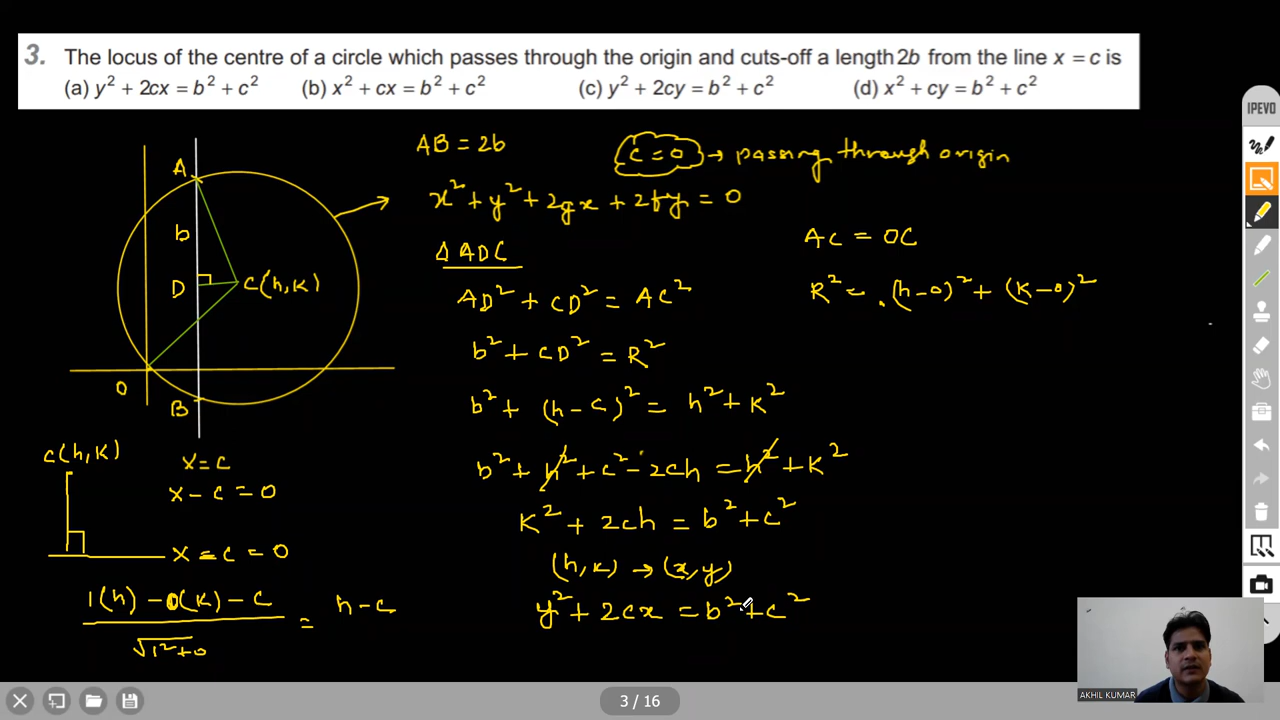 3. The locus of the centre of a circle which passes through the origin and cuts-off a length 2b from the line x = c is
(a) y² + 2cx = b² + c² (b) x² + cx = b² + c² (c) y² + 2cy = b² + c² (d) x² + cy = b² + c²
IPEVO
AB = 2b
c = 0 → passing through origin
x² + y² + 2gx + 2fy = 0
A
b
D
C(h,k)
O
B
x = c
x - c = 0
Δ ADC
AD² + CD² = AC²
b² + CD² = R²
b² + (h - c)² = h² + k²
b² + h² + c² - 2ch = h² + k²
k² + 2ch = b² + c²
(h,k) → (x,y)
y² + 2cx = b² + c²
AC = OC
R² = (h-0)² + (k-0)²
C(h,k)
x - c = 0
1(h) - 0(k) - c
√1²+0
= h - c
AKHIL KUMAR
3 / 16